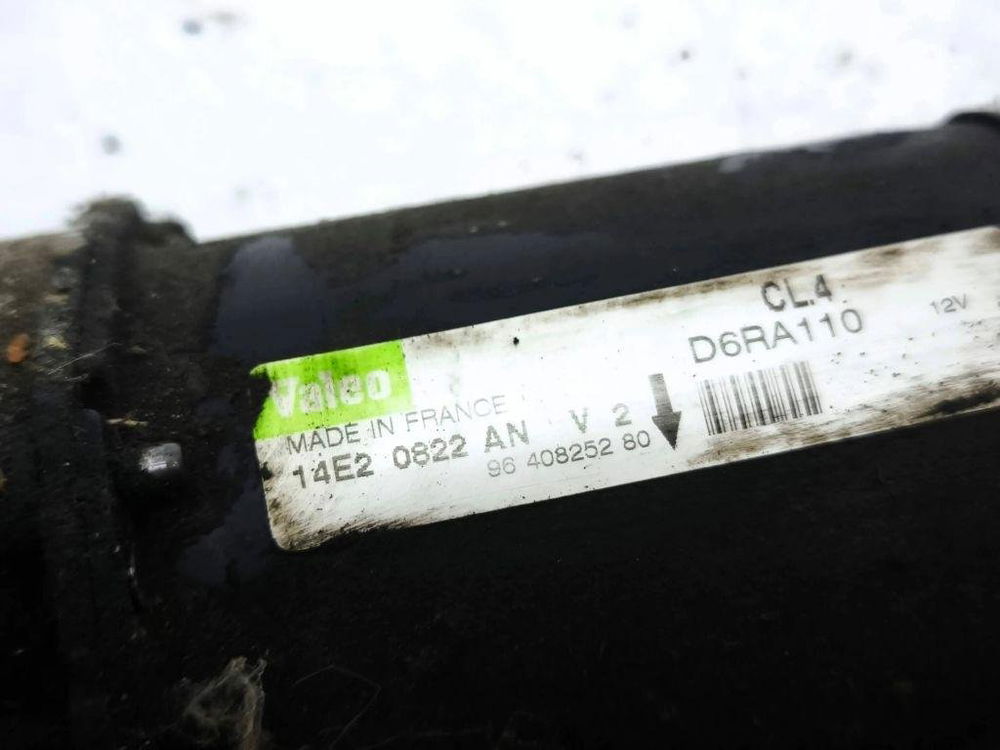 CL.4
D6RA110
12V
Valeo
MADE IN FRANCE
14E2 0822 AN V 2
96 408252 80